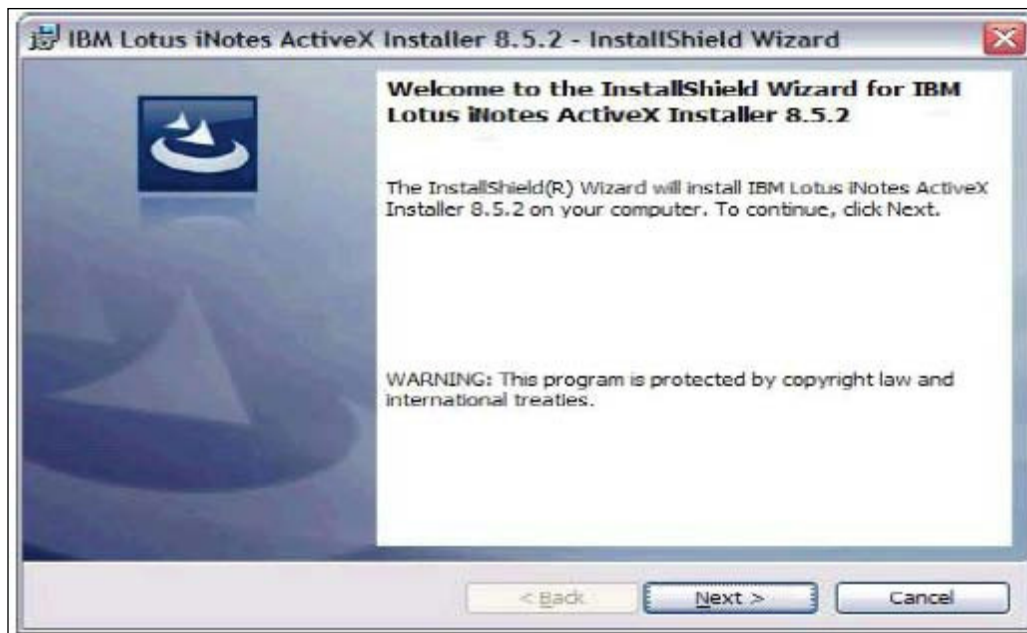 IBM Lotus iNotes ActiveX Installer 8.5.2 - InstallShield Wizard
Welcome to the InstallShield Wizard for IBM
Lotus iNotes ActiveX Installer 8.5.2
The InstallShield(R) Wizard will install IBM Lotus iNotes ActiveX
Installer 8.5.2 on your computer. To continue, click Next.
WARNING: This program is protected by copyright law and
international treaties.
< Back
Next >
Cancel